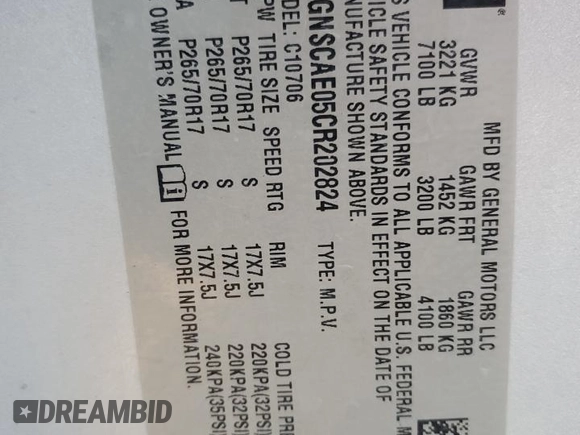 MFD BY GENERAL MOTORS LLC
GVWR GAWR FRT GAWR RR
3221 KG 1452 KG 1860 KG
7100 LB 3200 LB 4100 LB
S VEHICLE CONFORMS TO ALL APPLICABLE U.S. FEDERAL M
ICLE SAFETY STANDARDS IN EFFECT ON THE DATE OF
NUFACTURE SHOWN ABOVE.
GNSCAE05CR202824 TYPE: M.P.V.
DEL: C10706
PW TIRE SIZE SPEED RTG RIM COLD TIRE PR
T P265/70R17 S 17X7.5J 220KPA(32PSI)
P265/70R17 S 17X7.5J 220KPA(32PSI)
A P265/70R17 S 17X7.5J 240KPA(35PSI)
OWNER'S MANUAL FOR MORE INFORMATION.
DREAMBID